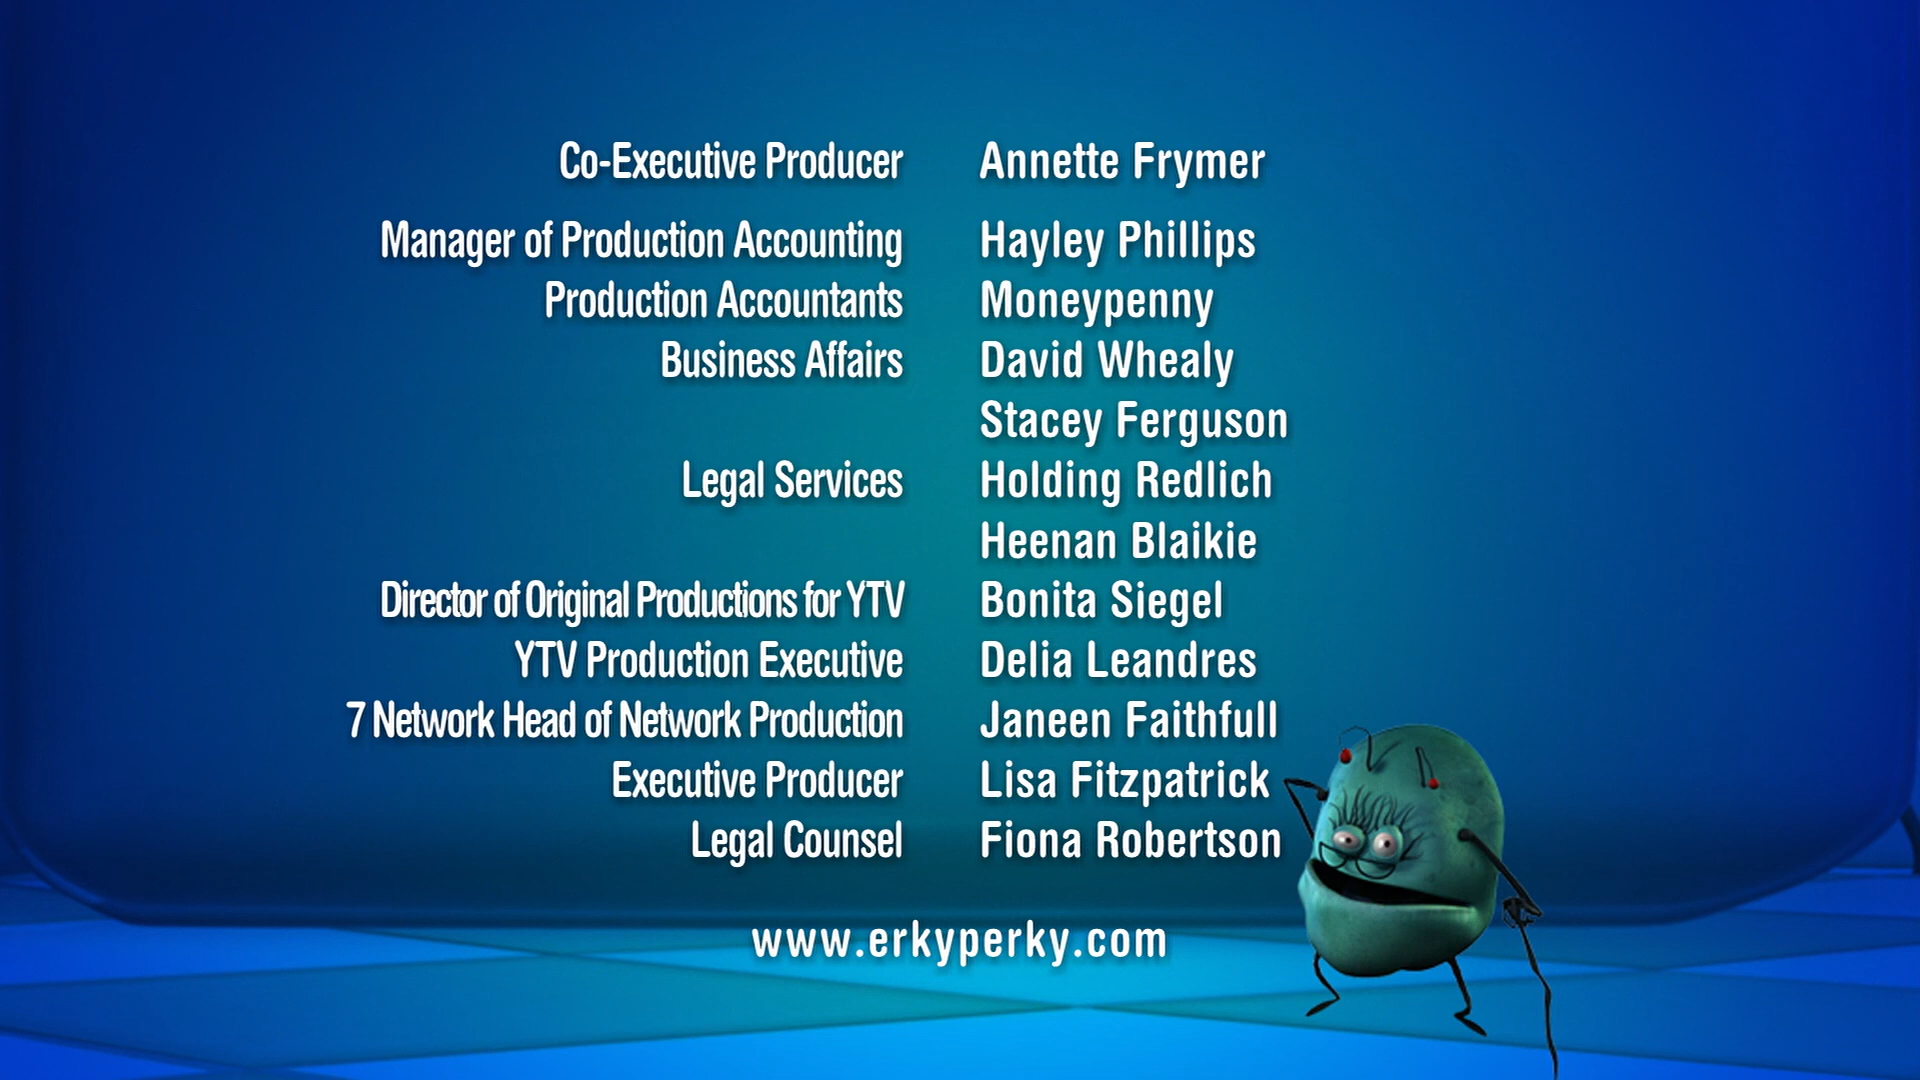 Co-Executive Producer Annette Frymer
Manager of Production Accounting Hayley Phillips
Production Accountants Moneypenny
Business Affairs David Whealy
Stacey Ferguson
Legal Services Holding Redlich
Heenan Blaikie
Director of Original Productions for YTV Bonita Siegel
YTV Production Executive Delia Leandres
7 Network Head of Network Production Janeen Faithfull
Executive Producer Lisa Fitzpatrick
Legal Counsel Fiona Robertson
www.erkyperky.com